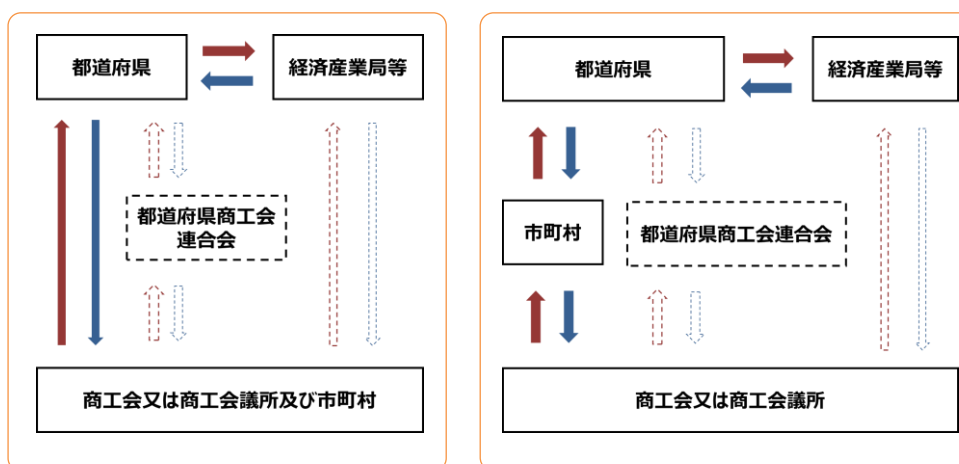 都道府県
経済産業局等
都道府県商工会
連合会
商工会又は商工会議所及び市町村
都道府県
経済産業局等
市町村
都道府県商工会連合会
商工会又は商工会議所